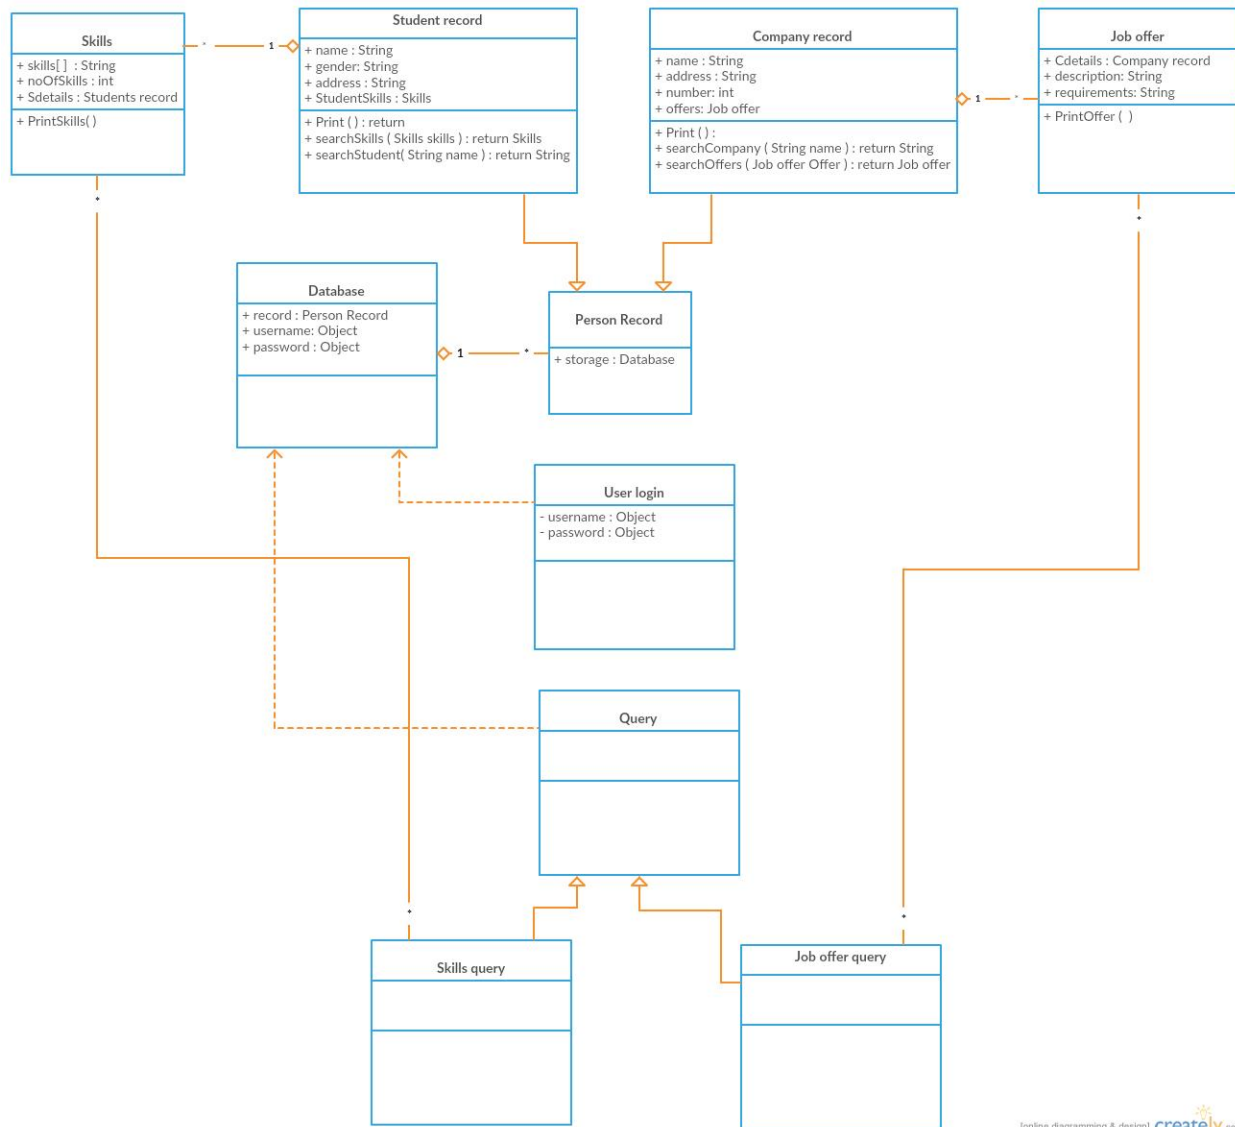 Skills
+ skills[ ] : String
+ noOfSkills : int
+ Sdetails : Students record
+ PrintSkills( )
*
1
Student record
+ name : String
+ gender: String
+ address : String
+ StudentSkills : Skills
+ Print ( ) : return
+ searchSkills ( Skills skills ) : return Skills
+ searchStudent( String name ) : return String
Company record
+ name : String
+ address : String
+ number: int
+ offers: Job offer
+ Print ( ) :
+ searchCompany ( String name ) : return String
+ searchOffers ( Job offer Offer ) : return Job offer
1
*
Job offer
+ Cdetails : Company record
+ description: String
+ requirements: String
+ PrintOffer ( )
*
*
Database
+ record : Person Record
+ username: Object
+ password : Object
1
*
Person Record
+ storage : Database
User login
- username : Object
- password : Object
Query
*
*
Skills query
Job offer query
[online diagramming & design] creately